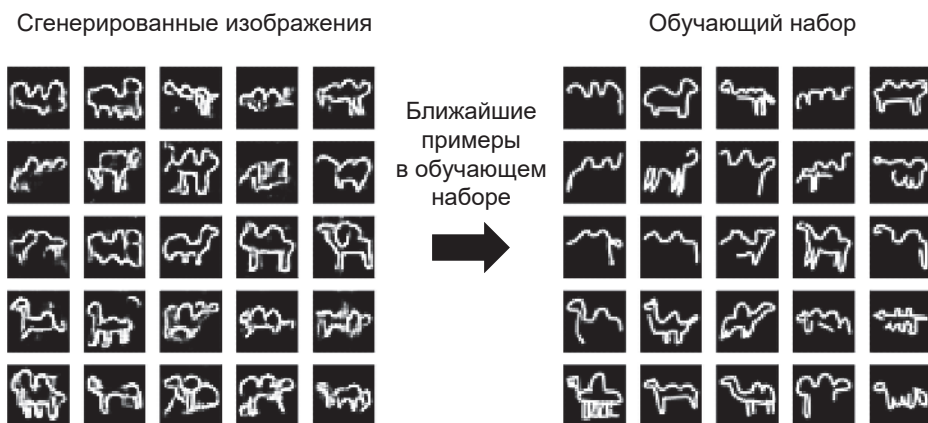 Сгенерированные изображения
Обучающий набор
Ближайшие
примеры
в обучающем
наборе